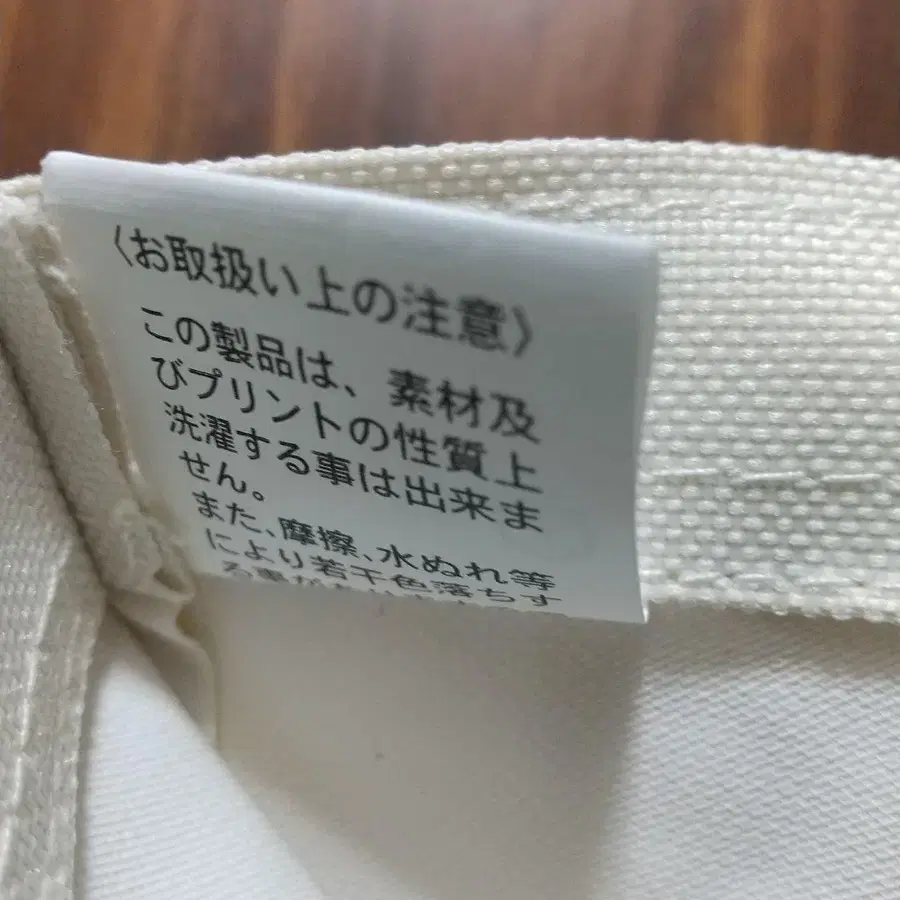 〈お取扱い上の注意〉
この製品は、素材及
びプリントの性質上
洗濯する事は出来ま
せん。
また、摩擦、水ぬれ等
により若干色落ちす